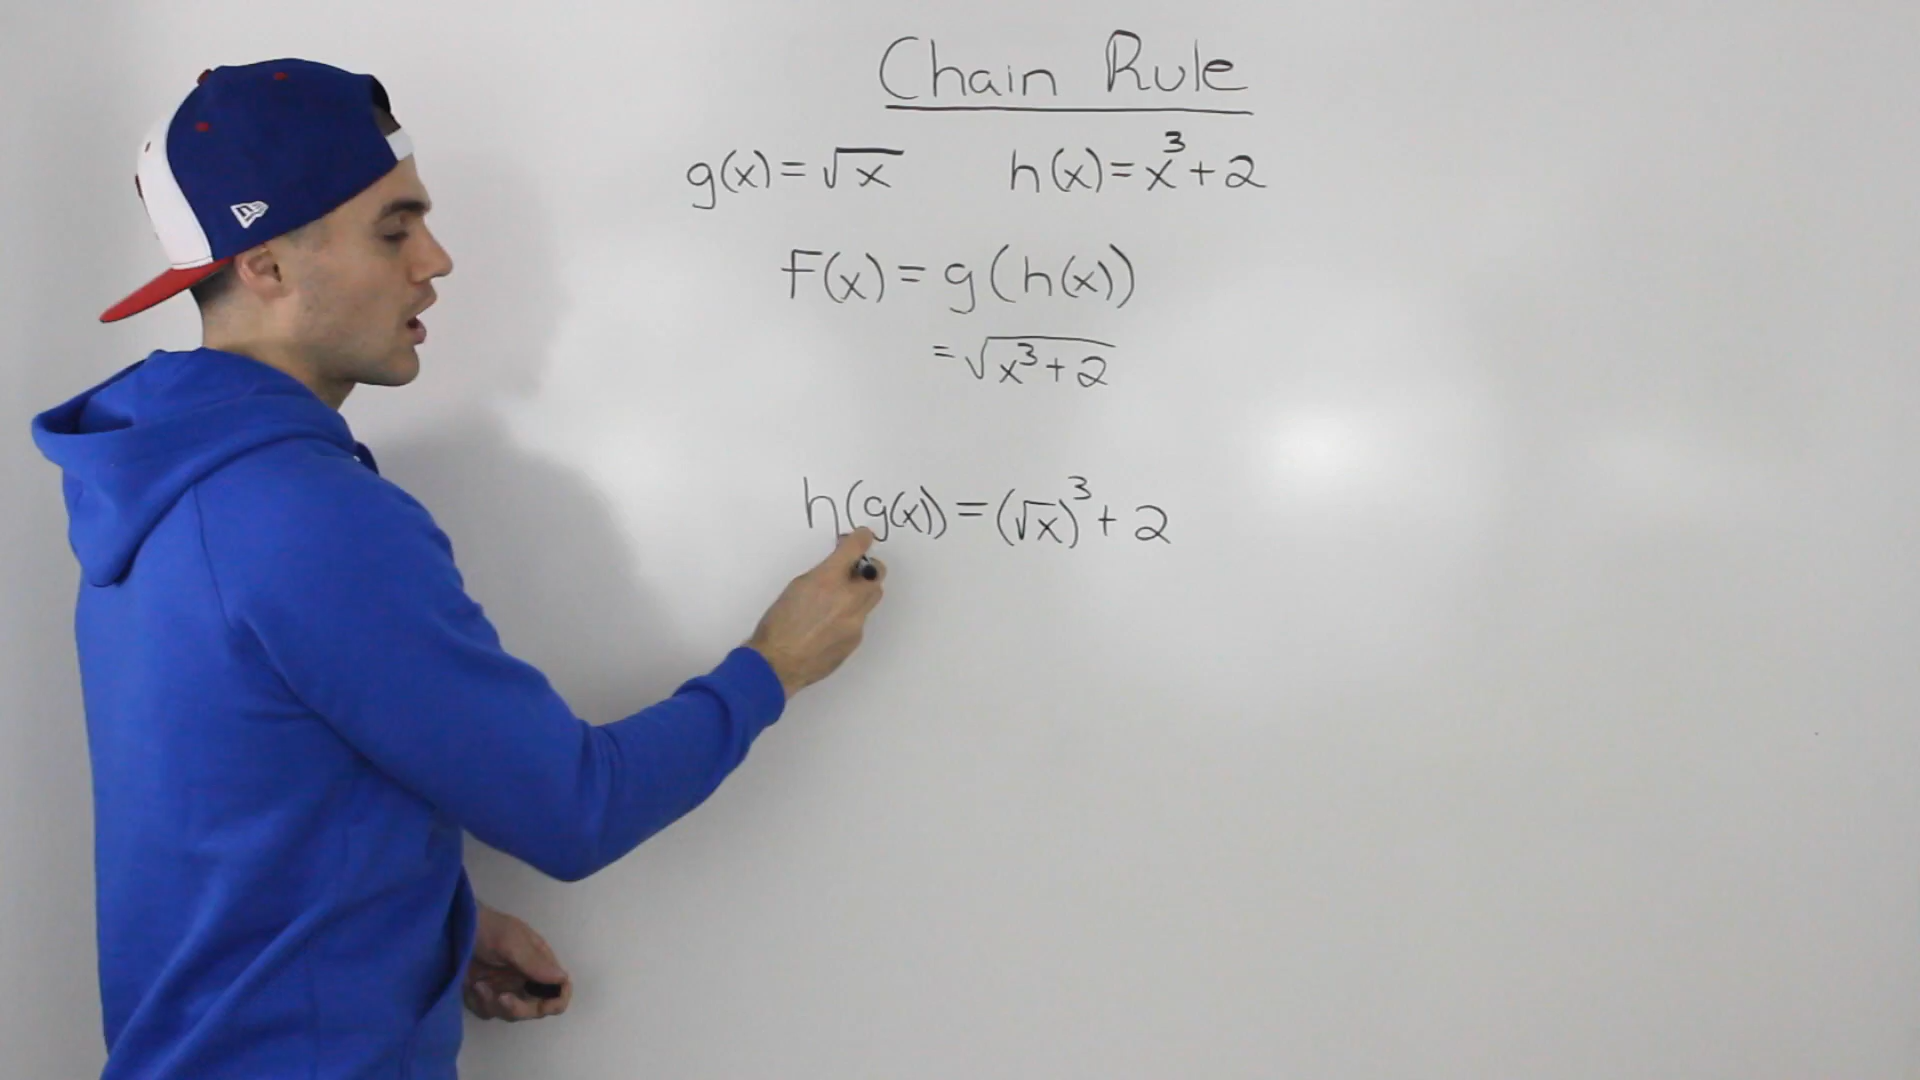 Chain Rule
g(x) = √x h(x) = x³ + 2
F(x) = g(h(x))
= √(x³ + 2)
h(g(x)) = (√x)³ + 2